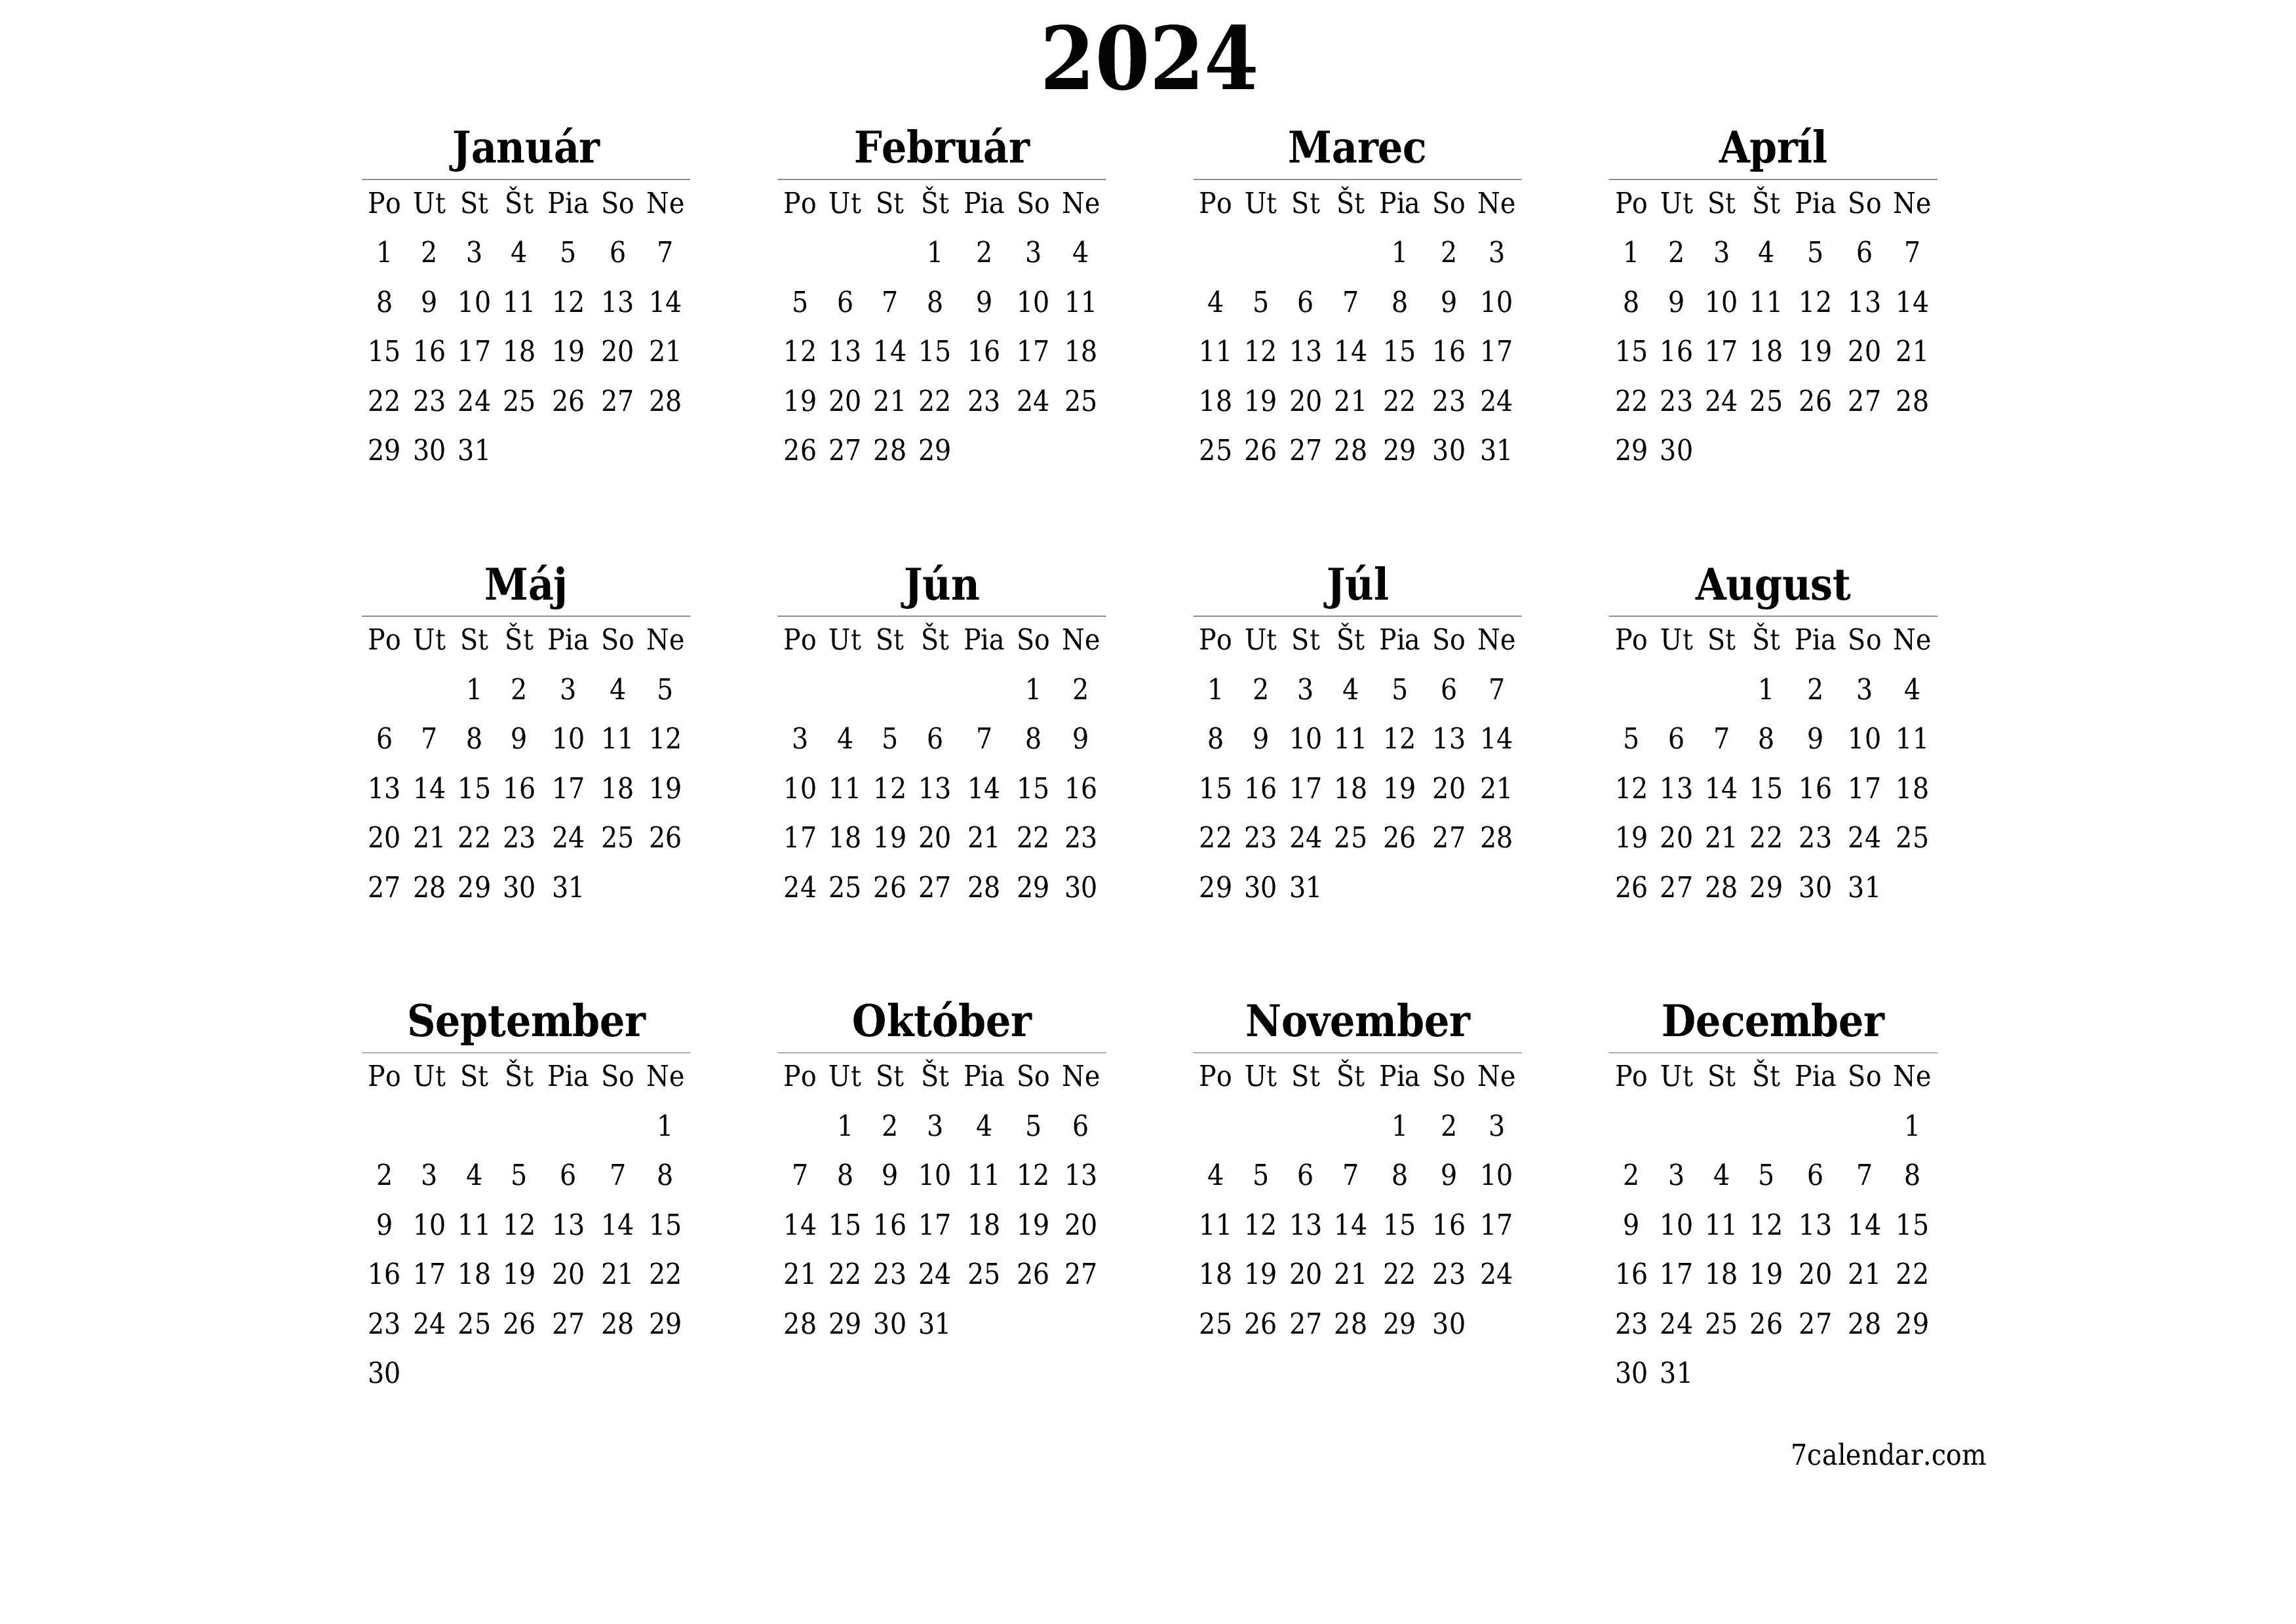 2024
Január Február Marec Apríl
Po Ut St Št Pia So Ne Po Ut St Št Pia So Ne Po Ut St Št Pia So Ne Po Ut St Št Pia So Ne
1 2 3 4 5 6 7 1 2 3 4 1 2 3 1 2 3 4 5 6 7
8 9 10 11 12 13 14 5 6 7 8 9 10 11 4 5 6 7 8 9 10 8 9 10 11 12 13 14
15 16 17 18 19 20 21 12 13 14 15 16 17 18 11 12 13 14 15 16 17 15 16 17 18 19 20 21
22 23 24 25 26 27 28 19 20 21 22 23 24 25 18 19 20 21 22 23 24 22 23 24 25 26 27 28
29 30 31 26 27 28 29 25 26 27 28 29 30 31 29 30
Máj Jún Júl August
Po Ut St Št Pia So Ne Po Ut St Št Pia So Ne Po Ut St Št Pia So Ne Po Ut St Št Pia So Ne
1 2 3 4 5 1 2 1 2 3 4 5 6 7 1 2 3 4
6 7 8 9 10 11 12 3 4 5 6 7 8 9 8 9 10 11 12 13 14 5 6 7 8 9 10 11
13 14 15 16 17 18 19 10 11 12 13 14 15 16 15 16 17 18 19 20 21 12 13 14 15 16 17 18
20 21 22 23 24 25 26 17 18 19 20 21 22 23 22 23 24 25 26 27 28 19 20 21 22 23 24 25
27 28 29 30 31 24 25 26 27 28 29 30 29 30 31 26 27 28 29 30 31
September Október November December
Po Ut St Št Pia So Ne Po Ut St Št Pia So Ne Po Ut St Št Pia So Ne Po Ut St Št Pia So Ne
1 1 2 3 4 5 6 1 2 3 1
2 3 4 5 6 7 8 7 8 9 10 11 12 13 4 5 6 7 8 9 10 2 3 4 5 6 7 8
9 10 11 12 13 14 15 14 15 16 17 18 19 20 11 12 13 14 15 16 17 9 10 11 12 13 14 15
16 17 18 19 20 21 22 21 22 23 24 25 26 27 18 19 20 21 22 23 24 16 17 18 19 20 21 22
23 24 25 26 27 28 29 28 29 30 31 25 26 27 28 29 30 23 24 25 26 27 28 29
30 30 31
7calendar.com